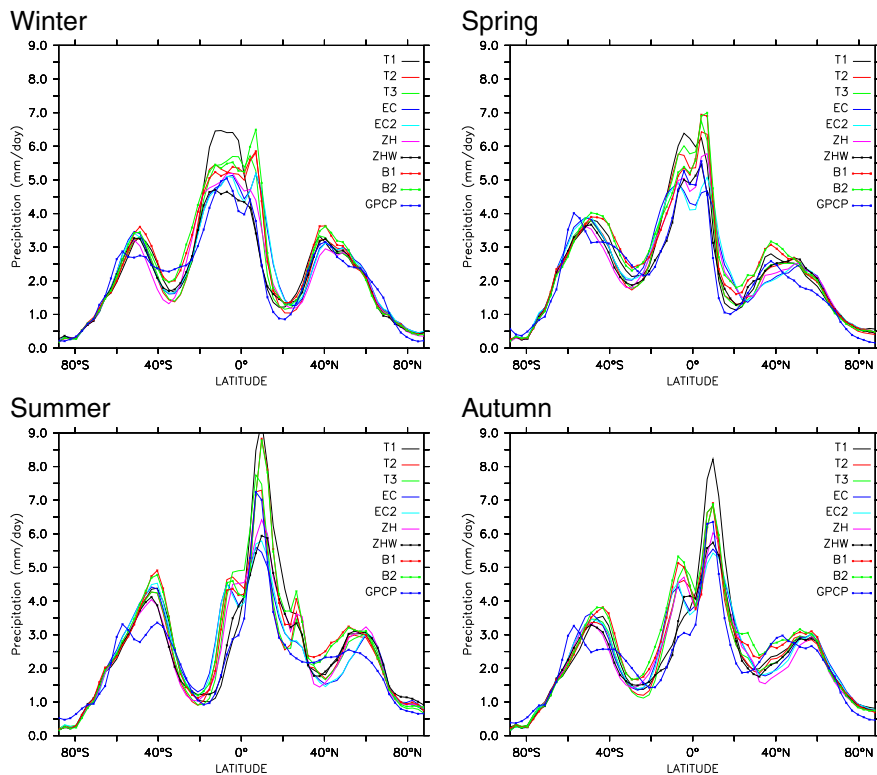 Winter
9.0
8.0
7.0
6.0
5.0
4.0
3.0
2.0
1.0
0.0
Precipitation (mm/day)
T1
T2
T3
EC
EC2
ZH
ZHW
B1
B2
GPCP
80°S 40°S 0° 40°N 80°N
LATITUDE
Spring
9.0
8.0
7.0
6.0
5.0
4.0
3.0
2.0
1.0
0.0
Precipitation (mm/day)
T1
T2
T3
EC
EC2
ZH
ZHW
B1
B2
GPCP
80°S 40°S 0° 40°N 80°N
LATITUDE
Summer
9.0
8.0
7.0
6.0
5.0
4.0
3.0
2.0
1.0
0.0
Precipitation (mm/day)
T1
T2
T3
EC
EC2
ZH
ZHW
B1
B2
GPCP
80°S 40°S 0° 40°N 80°N
LATITUDE
Autumn
9.0
8.0
7.0
6.0
5.0
4.0
3.0
2.0
1.0
0.0
Precipitation (mm/day)
T1
T2
T3
EC
EC2
ZH
ZHW
B1
B2
GPCP
80°S 40°S 0° 40°N 80°N
LATITUDE